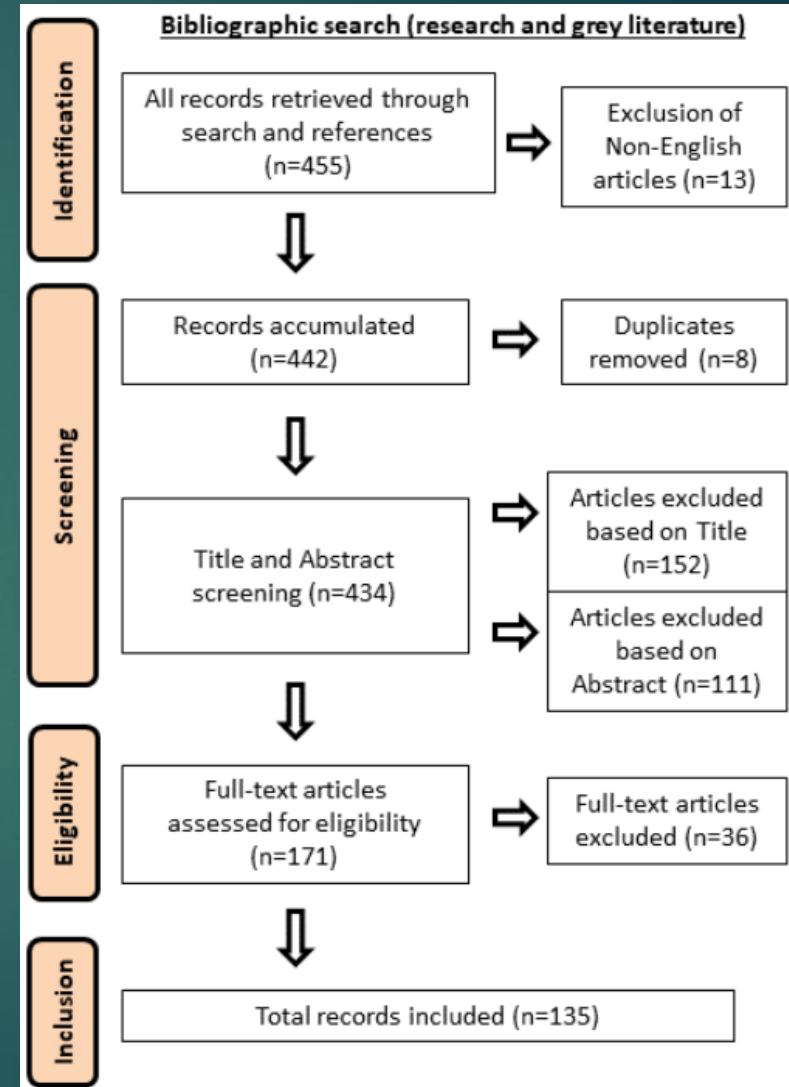 Bibliographic search (research and grey literature)
Identification
All records retrieved through
search and references
(n=455)
Exclusion of
Non-English
articles (n=13)
Screening
Records accumulated
(n=442)
Duplicates
removed (n=8)
Title and Abstract
screening (n=434)
Articles excluded
based on Title
(n=152)
Articles excluded
based on
Abstract (n=111)
Eligibility
Full-text articles
assessed for eligibility
(n=171)
Full-text articles
excluded (n=36)
Inclusion
Total records included (n=135)